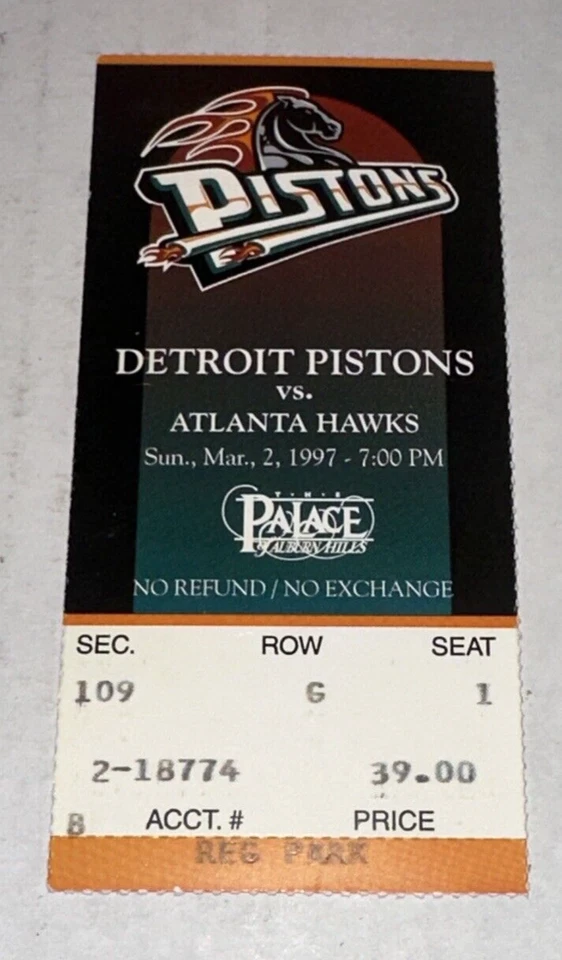 PISTONS
DETROIT PISTONS
vs.
ATLANTA HAWKS
Sun., Mar., 2, 1997 - 7:00 PM
THE
PALACE
OF AUBURN HILLS
NO REFUND / NO EXCHANGE
SEC. ROW SEAT
109 G 1
2-18774 39.00
8 ACCT. # PRICE
REG PARK